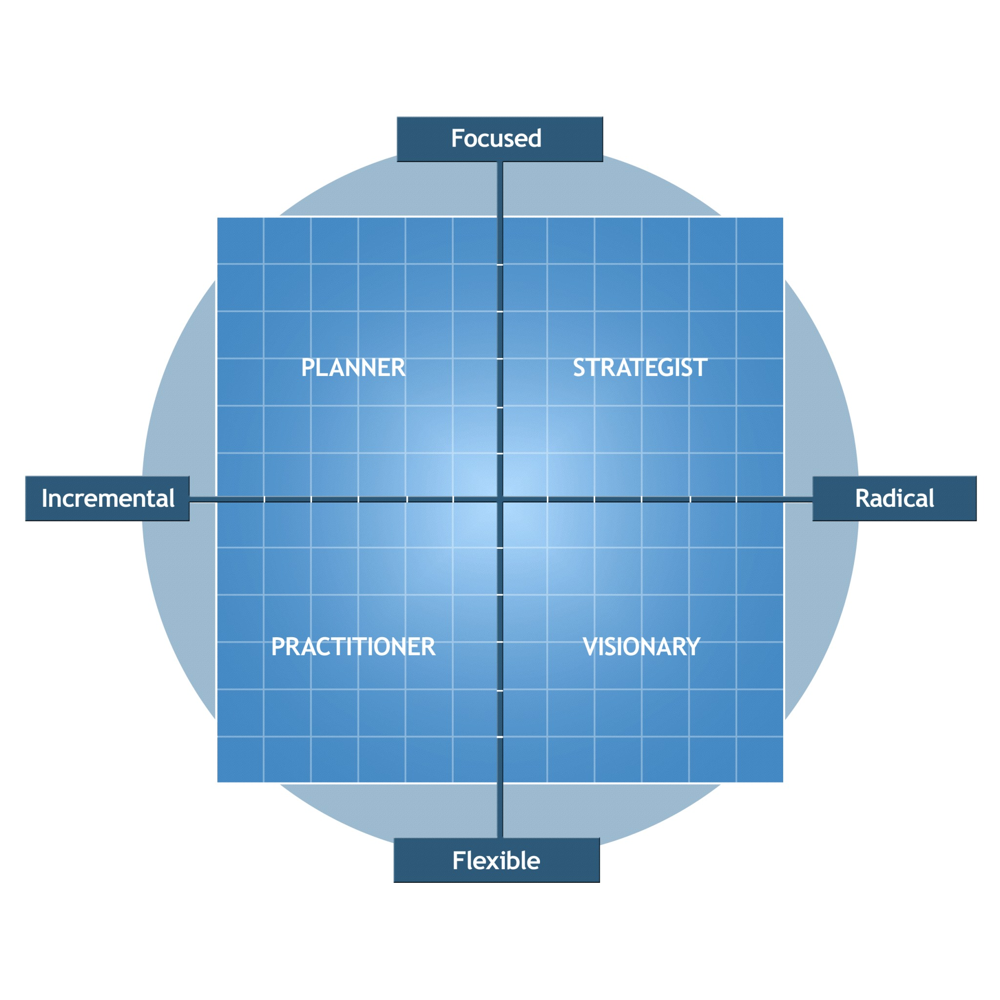 Focused
PLANNER
STRATEGIST
Incremental
Radical
PRACTITIONER
VISIONARY
Flexible